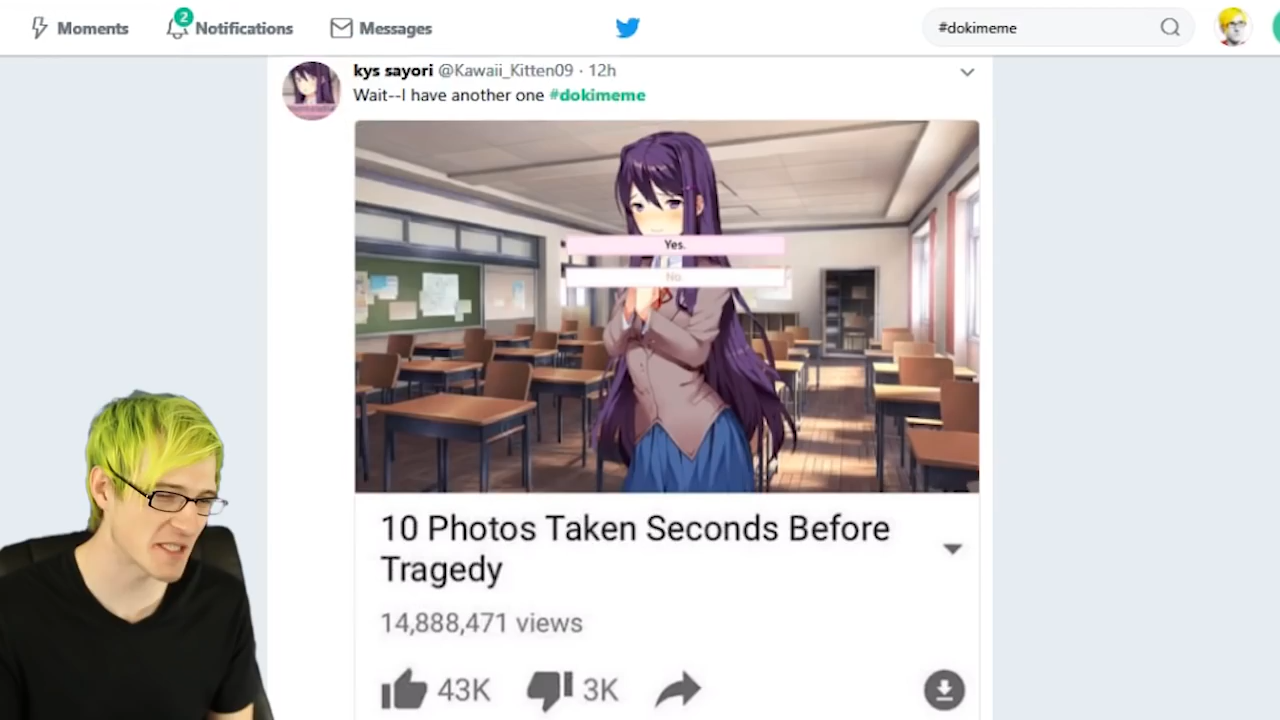 Moments
2
Notifications
Messages
#dokimeme
kys sayori @Kawaii_Kitten09 · 12h
Wait--I have another one #dokimeme
Yes.
No
10 Photos Taken Seconds Before
Tragedy
14,888,471 views
43K
3K